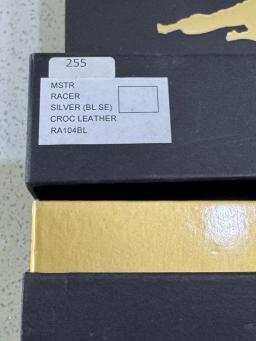 255
MSTR
RACER
SILVER (BL SE)
CROC LEATHER
RA104BL